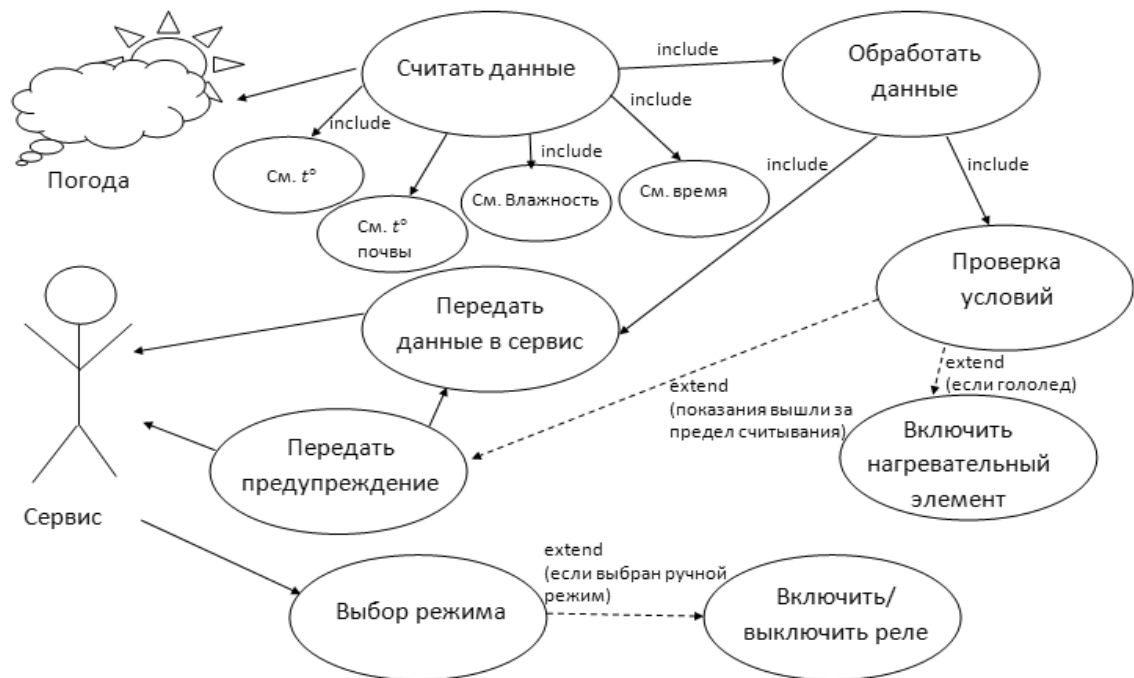 Считать данные
include
Обработать
данные
include
include
include
include
include
Погода
См. t°
См. t°
почвы
См. Влажность
См. время
Проверка
условий
Передать
данные в сервис
extend
(если гололед)
extend
(показания вышли за
предел считывания)
Включить
нагревательный
элемент
Передать
предупреждение
Сервис
extend
(если выбран ручной
режим)
Выбор режима
Включить/
выключить реле